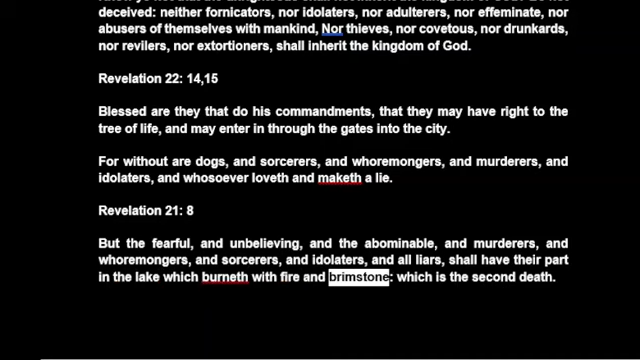 deceived: neither fornicators, nor idolaters, nor adulterers, nor effeminate, nor
abusers of themselves with mankind, Nor thieves, nor covetous, nor drunkards,
nor revilers, nor extortioners, shall inherit the kingdom of God.
Revelation 22: 14,15
Blessed are they that do his commandments, that they may have right to the
tree of life, and may enter in through the gates into the city.
For without are dogs, and sorcerers, and whoremongers, and murderers, and
idolaters, and whosoever loveth and maketh a lie.
Revelation 21: 8
But the fearful, and unbelieving, and the abominable, and murderers, and
whoremongers, and sorcerers, and idolaters, and all liars, shall have their part
in the lake which burneth with fire and brimstone: which is the second death.